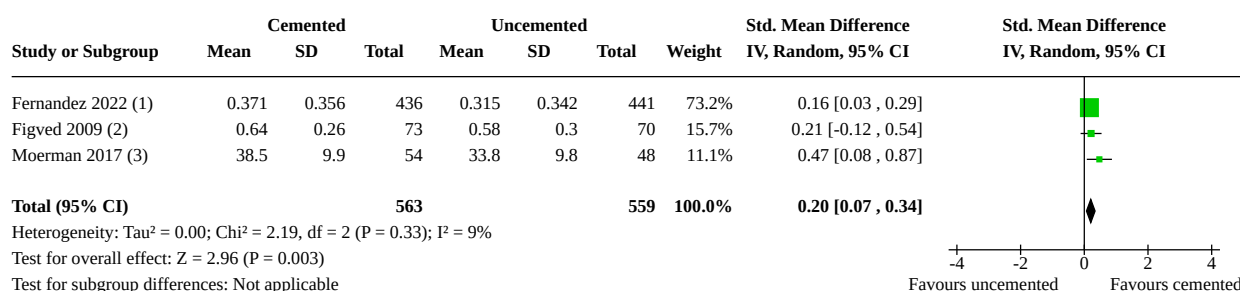 Cemented Uncemented Std. Mean Difference Std. Mean Difference
Study or Subgroup Mean SD Total Mean SD Total Weight IV, Random, 95% CI IV, Random, 95% CI
Fernandez 2022 (1) 0.371 0.356 436 0.315 0.342 441 73.2% 0.16 [0.03 , 0.29]
Figved 2009 (2) 0.64 0.26 73 0.58 0.3 70 15.7% 0.21 [-0.12 , 0.54]
Moerman 2017 (3) 38.5 9.9 54 33.8 9.8 48 11.1% 0.47 [0.08 , 0.87]
Total (95% CI) 563 559 100.0% 0.20 [0.07 , 0.34]
Heterogeneity: Tau² = 0.00; Chi² = 2.19, df = 2 (P = 0.33); I² = 9%
Test for overall effect: Z = 2.96 (P = 0.003) -4 -2 0 2 4
Test for subgroup differences: Not applicable Favours uncemented Favours cemented